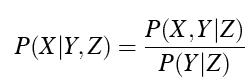 P(X|Y,Z) = P(X,Y|Z) / P(Y|Z)